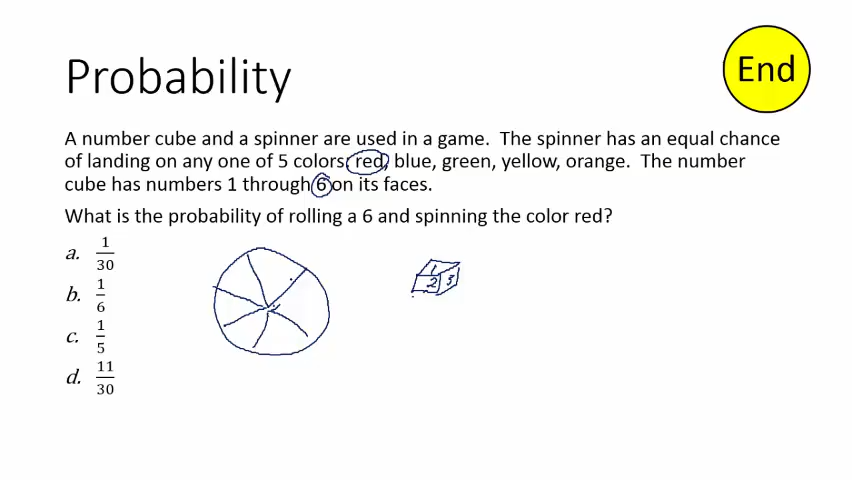 Probability
End
A number cube and a spinner are used in a game. The spinner has an equal chance
of landing on any one of 5 colors: red, blue, green, yellow, orange. The number
cube has numbers 1 through 6 on its faces.
What is the probability of rolling a 6 and spinning the color red?
a. 1/30
b. 1/6
c. 1/5
d. 11/30
1
2 3